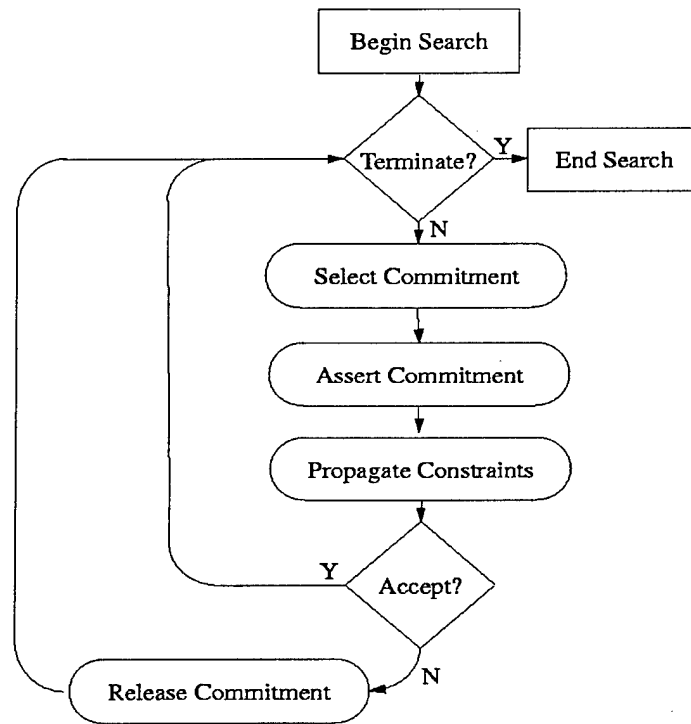 Begin Search
Terminate?
Y
End Search
N
Select Commitment
Assert Commitment
Propagate Constraints
Y
Accept?
N
Release Commitment